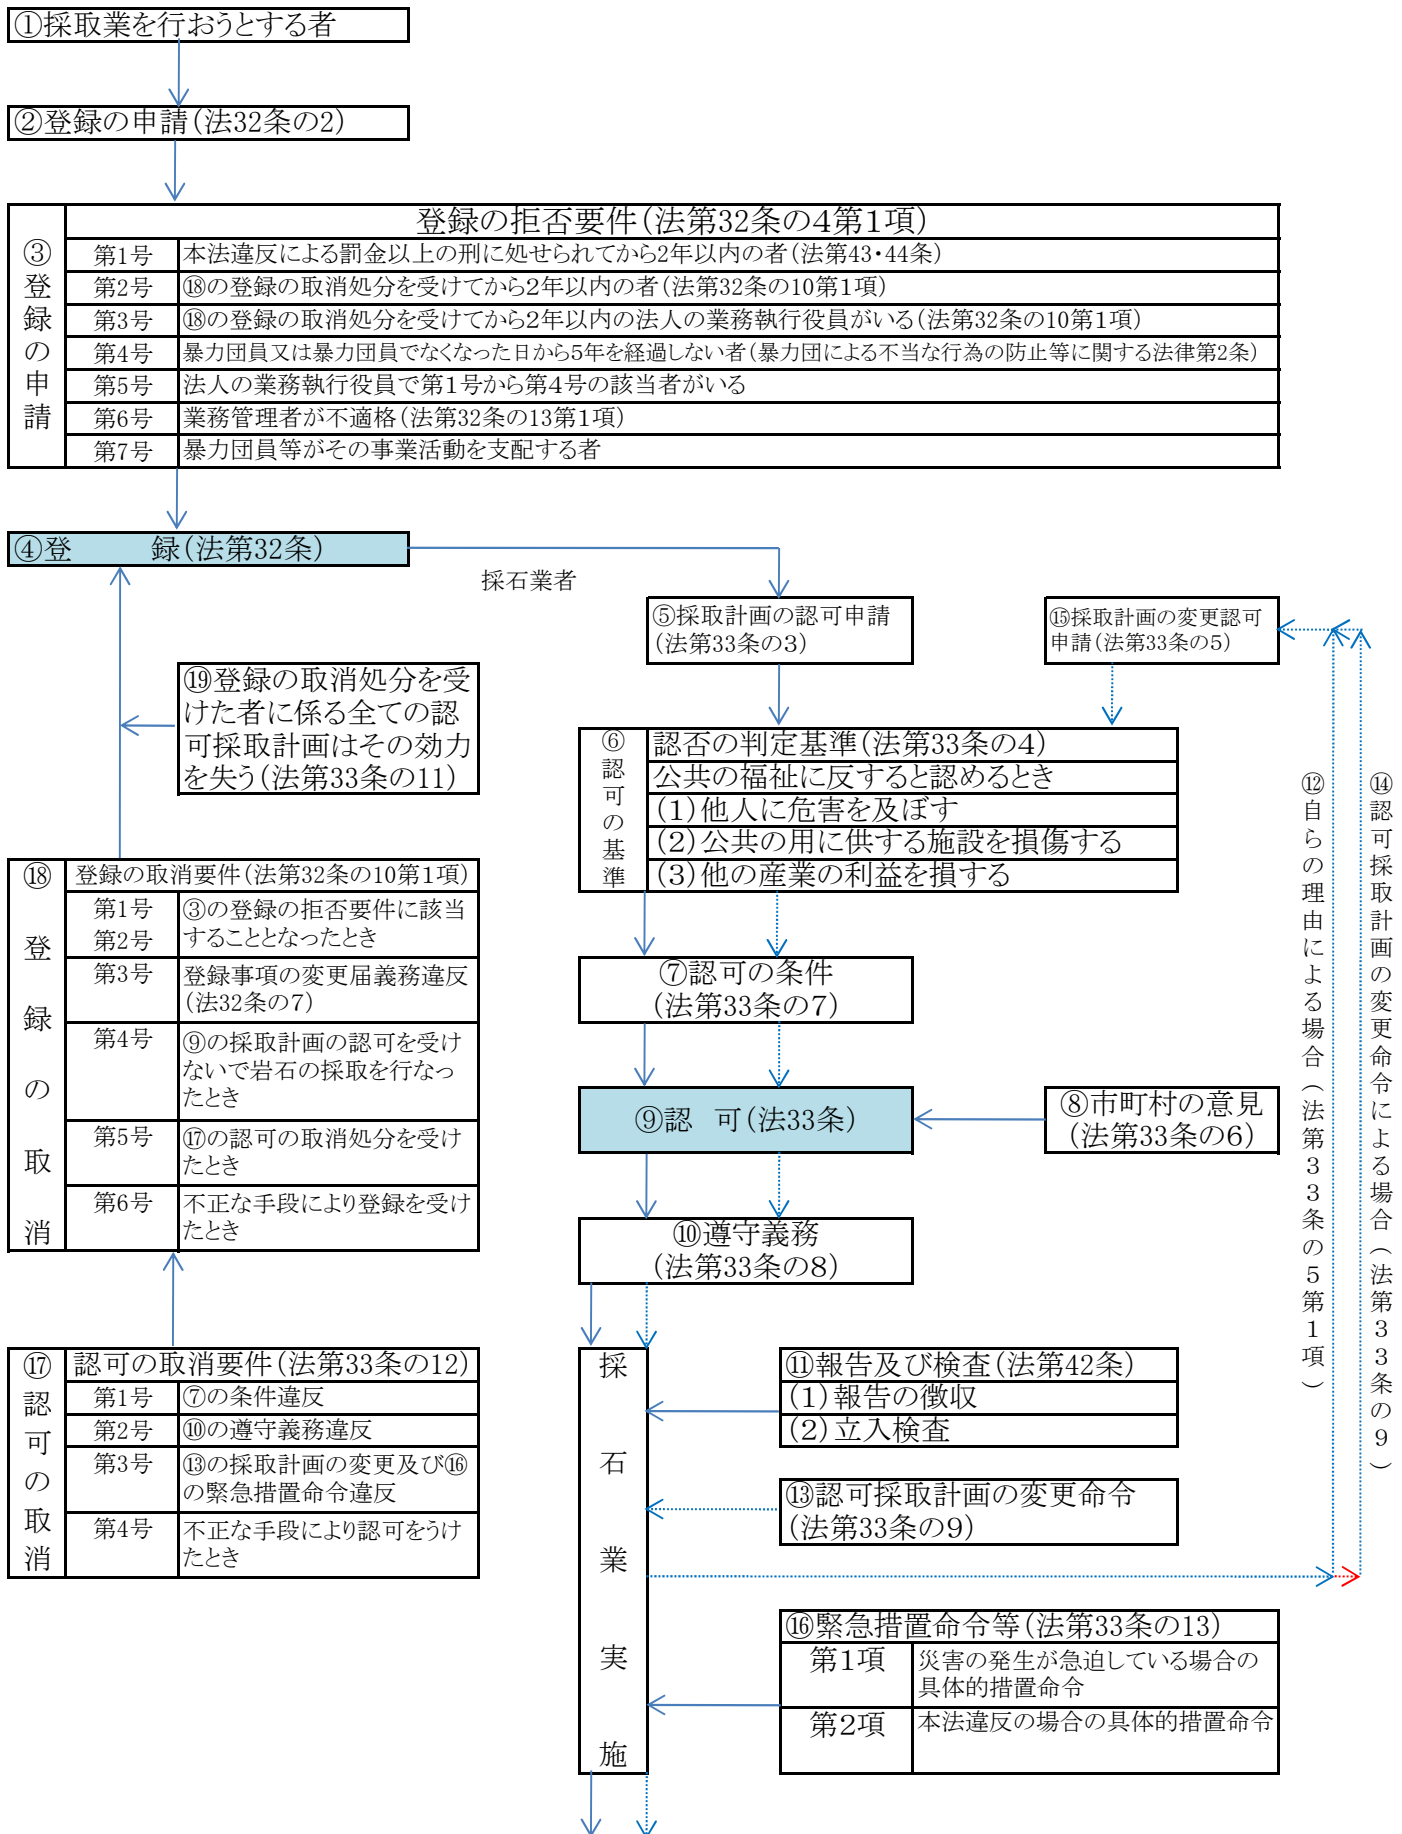 ①採取業を行おうとする者
②登録の申請(法32条の2)
③登録の申請
登録の拒否要件(法第32条の4第1項)
第1号 本法違反による罰金以上の刑に処せられてから2年以内の者(法第43・44条)
第2号 ⑱の登録の取消処分を受けてから2年以内の者(法第32条の10第1項)
第3号 ⑱の登録の取消処分を受けてから2年以内の法人の業務執行役員がいる(法第32条の10第1項)
第4号 暴力団員又は暴力団員でなくなった日から5年を経過しない者(暴力団による不当な行為の防止等に関する法律第2条)
第5号 法人の業務執行役員で第1号から第4号の該当者がいる
第6号 業務管理者が不適格(法第32条の13第1項)
第7号 暴力団員等がその事業活動を支配する者
④登 録(法第32条)
採石業者
⑤採取計画の認可申請
(法第33条の3)
⑮採取計画の変更認可
申請(法第33条の5)
⑲登録の取消処分を受
けた者に係る全ての認
可採取計画はその効力
を失う(法第33条の11)
⑥認可の基準
認否の判定基準(法第33条の4)
公共の福祉に反すると認めるとき
(1)他人に危害を及ぼす
(2)公共の用に供する施設を損傷する
(3)他の産業の利益を損する
⑫自らの理由による場合(法第33条の5第1項)
⑭認可採取計画の変更命令による場合(法第33条の9)
⑱登録の取消
登録の取消要件(法第32条の10第1項)
第1号 ③の登録の拒否要件に該当
第2号 することとなったとき
第3号 登録事項の変更届義務違反
(法32条の7)
第4号 ⑨の採取計画の認可を受け
ないで岩石の採取を行なっ
たとき
第5号 ⑰の認可の取消処分を受け
たとき
第6号 不正な手段により登録を受け
たとき
⑦認可の条件
(法第33条の7)
⑨認 可(法33条)
⑧市町村の意見
(法第33条の6)
⑩遵守義務
(法第33条の8)
⑰認可の取消
認可の取消要件(法第33条の12)
第1号 ⑦の条件違反
第2号 ⑩の遵守義務違反
第3号 ⑬の採取計画の変更及び⑯
の緊急措置命令違反
第4号 不正な手段により認可をうけ
たとき
採石業実施
⑪報告及び検査(法第42条)
(1)報告の徴収
(2)立入検査
⑬認可採取計画の変更命令
(法第33条の9)
⑯緊急措置命令等(法第33条の13)
第1項 災害の発生が急迫している場合の
具体的措置命令
第2項 本法違反の場合の具体的措置命令